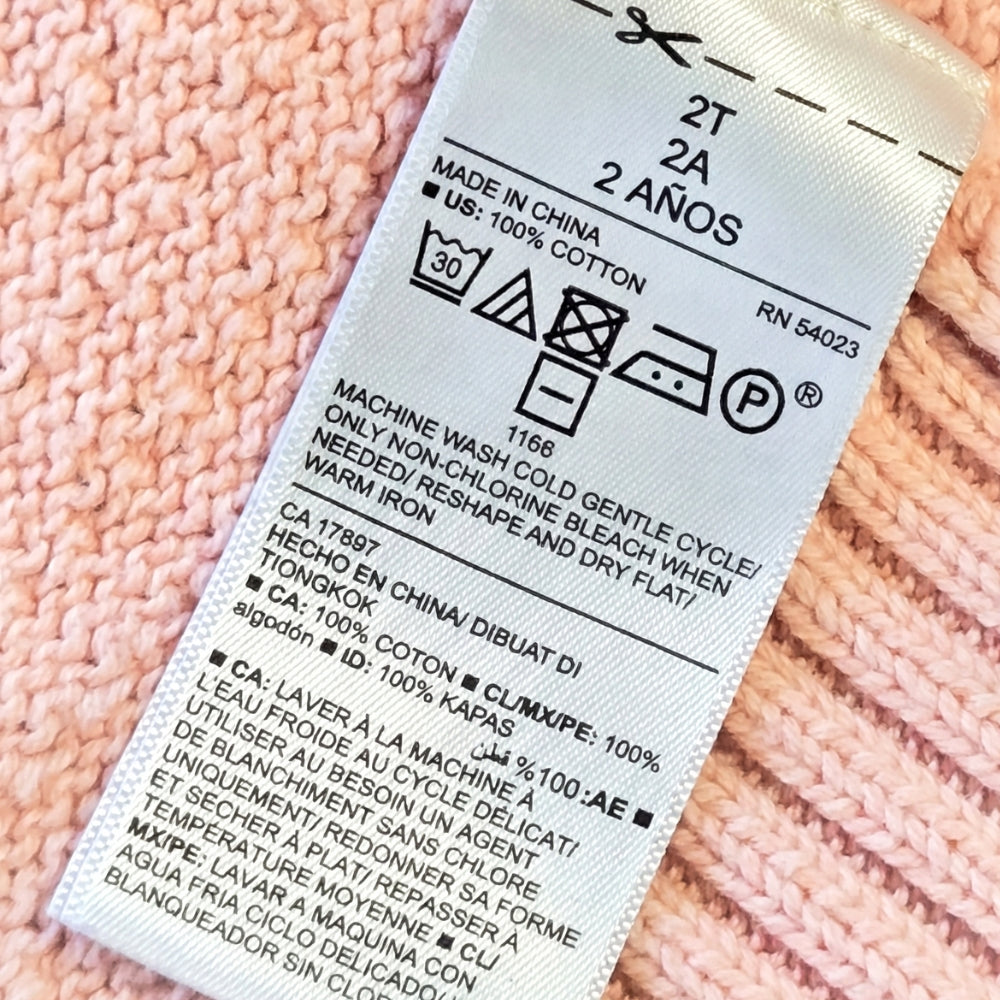 2T
2A
2 AÑOS
MADE IN CHINA
RN 54023
■ US: 100% COTTON
30
P ®
1168
MACHINE WASH COLD GENTLE CYCLE/
ONLY NON-CHLORINE BLEACH WHEN
NEEDED/ RESHAPE AND DRY FLAT/
WARM IRON
CA 17897
HECHO EN CHINA/ DIBUAT DI
TIONGKOK
■ CA: 100% COTON ■ CL/MX/PE: 100%
algodón ■ ID: 100% KAPAS
■ AE: 100% قطن
■ CA: LAVER À LA MACHINE À
L'EAU FROIDE AU CYCLE DÉLICAT/
UTILISER AU BESOIN UN AGENT
DE BLANCHIMENT SANS CHLORE
UNIQUEMENT/ REDONNER SA FORME
ET SÉCHER À PLAT/ REPASSER À
TEMPÉRATURE MOYENNE ■ CL/
MX/PE: LAVAR A MAQUINA CON
AGUA FRIA CICLO DELICADO/
BLANQUEADOR SIN